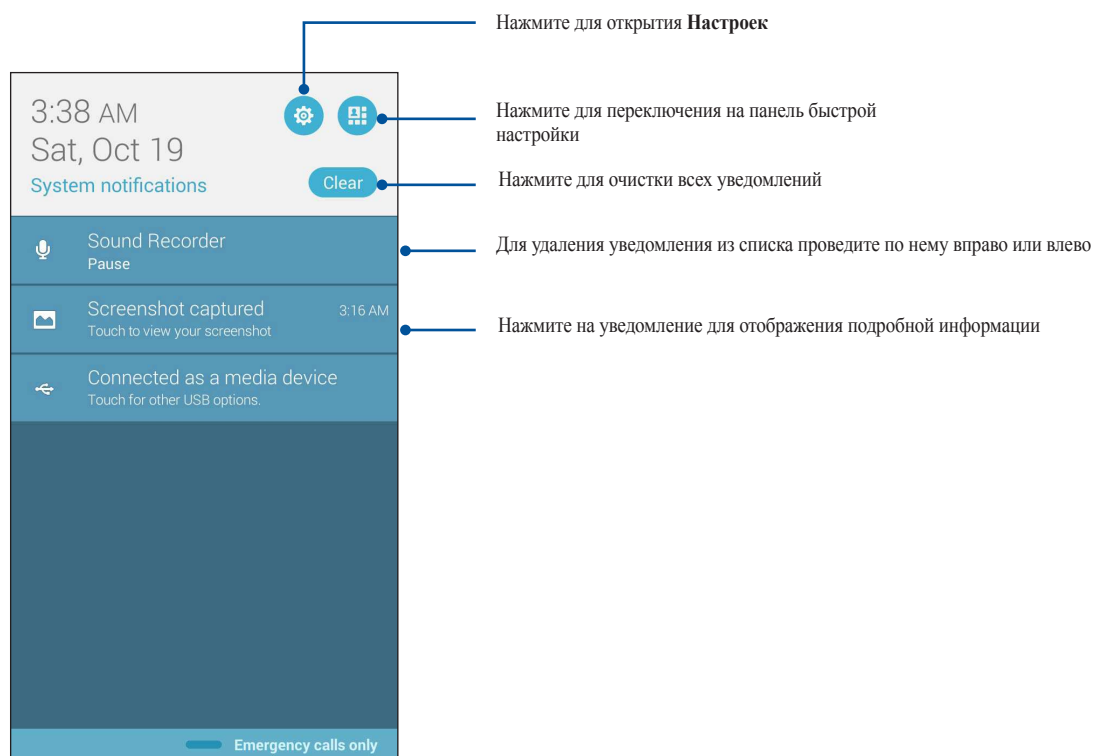 Нажмите для открытия Настроек
3:38 AM
Sat, Oct 19
Нажмите для переключения на панель быстрой
настройки
System notifications
Clear
Нажмите для очистки всех уведомлений
Sound Recorder
Pause
Для удаления уведомления из списка проведите по нему вправо или влево
Screenshot captured
3:16 AM
Touch to view your screenshot
Нажмите на уведомление для отображения подробной информации
Connected as a media device
Touch for other USB options.
Emergency calls only